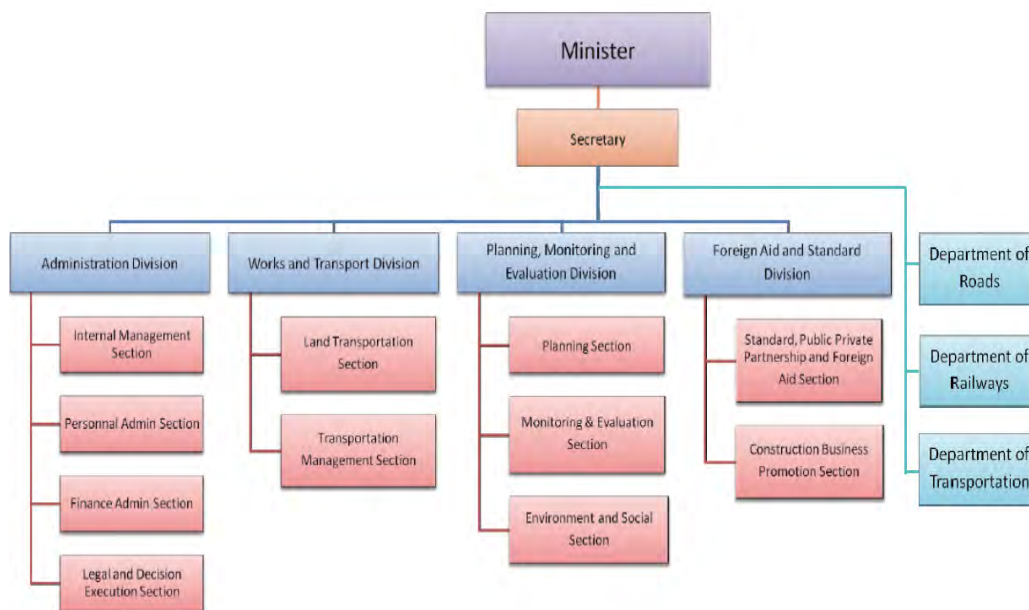 Minister
Secretary
Administration Division
Internal Management
Section
Personnal Admin Section
Finance Admin Section
Legal and Decision
Execution Section
Works and Transport Division
Land Transportation
Section
Transportation
Management Section
Planning, Monitoring and
Evaluation Division
Planning Section
Monitoring & Evaluation
Section
Environment and Social
Section
Foreign Aid and Standard
Division
Standard, Public Private
Partnership and Foreign
Aid Section
Construction Business
Promotion Section
Department of
Roads
Department of
Railways
Department of
Transportation